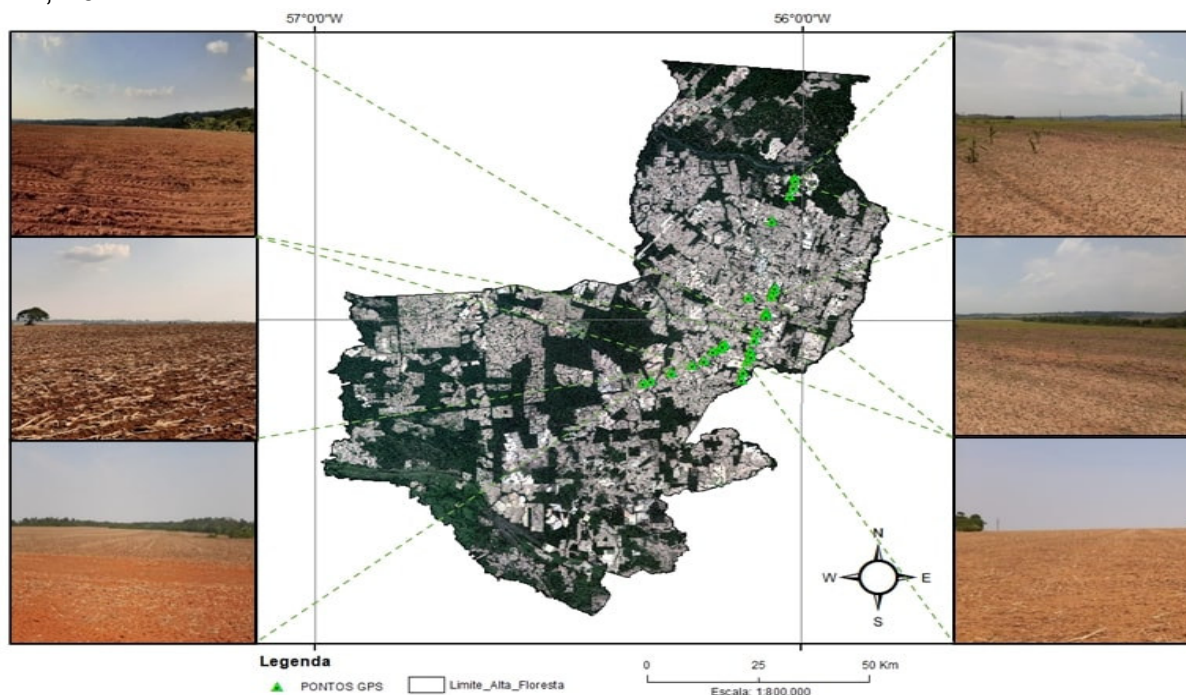 57°0'0"W 56°0'0"W
N
W E
S
Legenda
PONTOS GPS Limite_Alta_Floresta
0 25 50 Km
Escala: 1:800.000